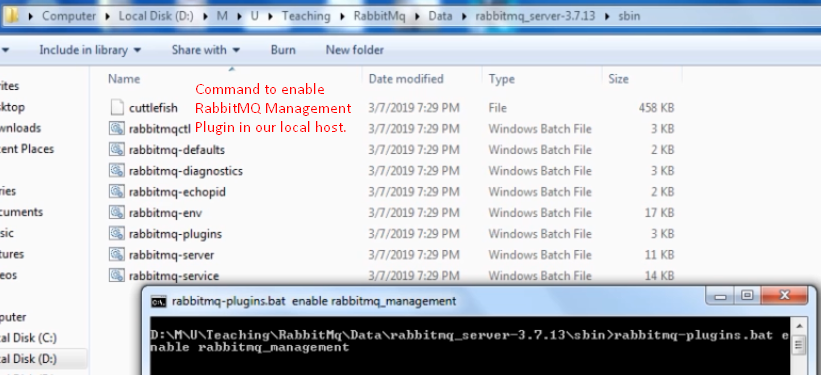 Computer Local Disk (D:) M U Teaching RabbitMq Data rabbitmq_server-3.7.13 sbin
Include in library Share with Burn New folder
Name Date modified Type Size
Command to enable
RabbitMQ Management
Plugin in our local host.
cuttlefish 3/7/2019 7:29 PM File 458 KB
rabbitmqctl 3/7/2019 7:29 PM Windows Batch File 3 KB
rabbitmq-defaults 3/7/2019 7:29 PM Windows Batch File 2 KB
rabbitmq-diagnostics 3/7/2019 7:29 PM Windows Batch File 3 KB
rabbitmq-echopid 3/7/2019 7:29 PM Windows Batch File 2 KB
rabbitmq-env 3/7/2019 7:29 PM Windows Batch File 17 KB
rabbitmq-plugins 3/7/2019 7:29 PM Windows Batch File 3 KB
rabbitmq-server 3/7/2019 7:29 PM Windows Batch File 11 KB
rabbitmq-service 3/7/2019 7:29 PM Windows Batch File 14 KB
rites
sktop
wnloads
cent Places
ries
cuments
sic
tures
eos
mputer
cal Disk (C:)
cal Disk (D:)
rabbitmq-plugins.bat enable rabbitmq_management
D:\M\U\Teaching\RabbitMq\Data\rabbitmq_server-3.7.13\sbin>rabbitmq-plugins.bat e
nable rabbitmq_management